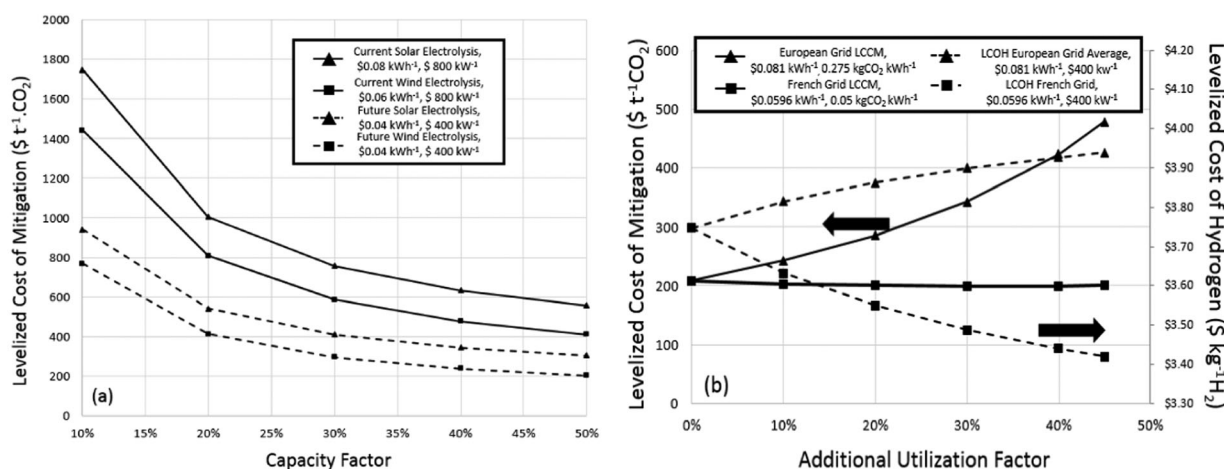 Levelized Cost of Mitigation ($ t-1.CO2)
2000
1800
1600
1400
1200
1000
800
600
400
200
0
Current Solar Electrolysis,
$0.08 kWh-1, $ 800 kW-1
Current Wind Electrolysis,
$0.06 kWh-1, $ 800 kW-1
Future Solar Electrolysis,
$0.04 kWh-1, $ 400 kW-1
Future Wind Electrolysis,
$0.04 kWh-1, $ 400 kW-1
(a)
10% 15% 20% 25% 30% 35% 40% 45% 50%
Capacity Factor
Levelized Cost of Mitigation ($ t-1CO2)
600
500
400
300
200
100
0
European Grid LCCM,
$0.081 kWh-1, 0.275 kgCO2 kWh-1
French Grid LCCM,
$0.0596 kWh-1, 0.05 kgCO2 kWh-1
LCOH European Grid Average,
$0.081 kWh-1, $400 kw-1
LCOH French Grid,
$0.0596 kWh-1, $400 kW-1
(b)
$4.20
$4.10
$4.00
$3.90
$3.80
$3.70
$3.60
$3.50
$3.40
$3.30
Levelized Cost of Hydrogen ($ kg-1H2)
0% 10% 20% 30% 40% 50%
Additional Utilization Factor